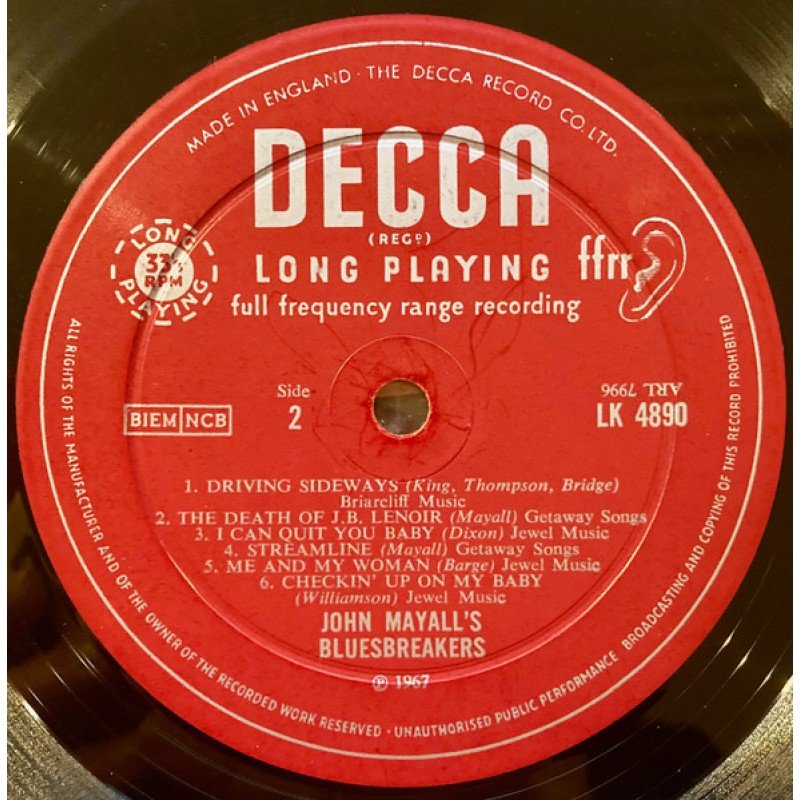 MADE IN ENGLAND · THE DECCA RECORD CO. LTD.
DECCA
(REGD)
LONG PLAYING ffrr
full frequency range recording
LONG
33⅓
RPM
PLAYING
Side
2
BIEM NCB
ARL 7996
LK 4890
1. DRIVING SIDEWAYS (King, Thompson, Bridge)
Briarcliff Music
2. THE DEATH OF J.B. LENOIR (Mayall) Getaway Songs
3. I CAN QUIT YOU BABY (Dixon) Jewel Music
4. STREAMLINE (Mayall) Getaway Songs
5. ME AND MY WOMAN (Barge) Jewel Music
6. CHECKIN' UP ON MY BABY
(Williamson) Jewel Music
JOHN MAYALL'S
BLUESBREAKERS
℗ 1967
ALL RIGHTS OF THE MANUFACTURER AND OF THE OWNER OF THE RECORDED WORK RESERVED · UNAUTHORISED PUBLIC PERFORMANCE BROADCASTING AND COPYING OF THIS RECORD PROHIBITED